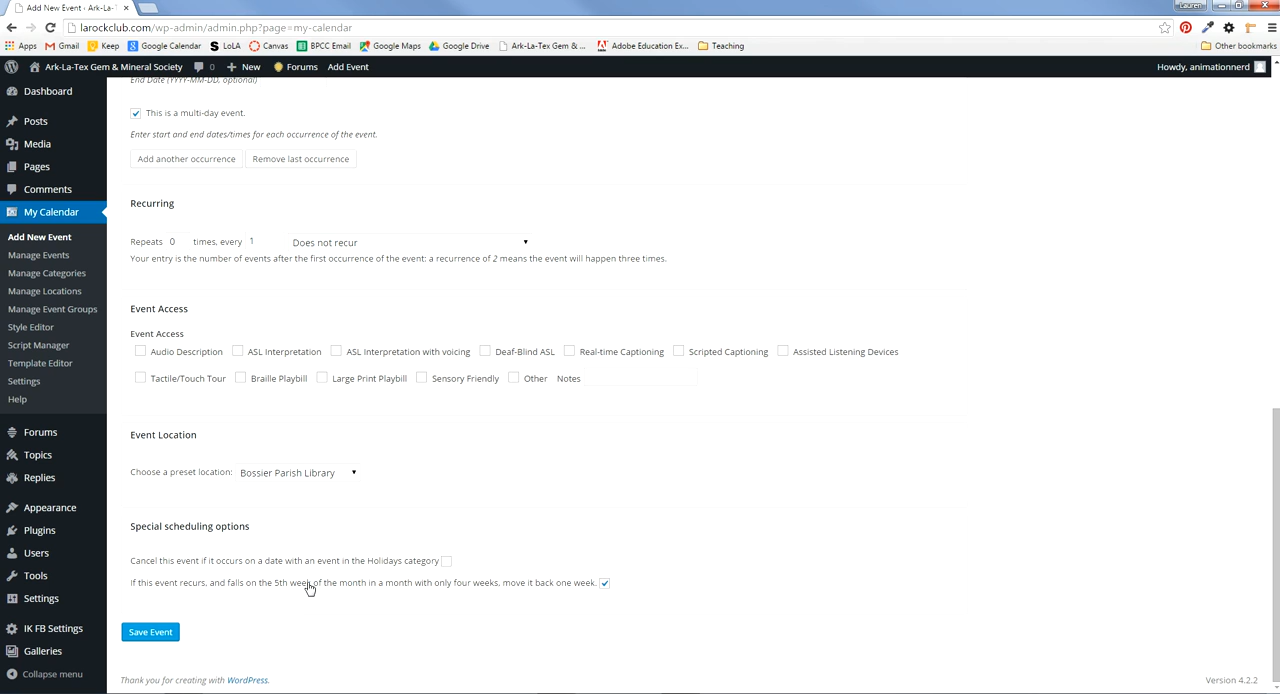 Add New Event ‹ Ark-La-T
Lauren
larockclub.com/wp-admin/admin.php?page=my-calendar
Apps Gmail Keep Google Calendar LoLA Canvas BPCC Email Google Maps Google Drive Ark-La-Tex Gem & ... Adobe Education Ex... Teaching Other bookmarks
Ark-La-Tex Gem & Mineral Society 0 New Forums Add Event Howdy, animationnerd
Dashboard
Posts
Media
Pages
Comments
My Calendar
Add New Event
Manage Events
Manage Categories
Manage Locations
Manage Event Groups
Style Editor
Script Manager
Template Editor
Settings
Help
Forums
Topics
Replies
Appearance
Plugins
Users
Tools
Settings
IK FB Settings
Galleries
Collapse menu
End Date (YYYY-MM-DD, optional)
This is a multi-day event.
Enter start and end dates/times for each occurrence of the event.
Add another occurrence Remove last occurrence
Recurring
Repeats 0 times, every 1 Does not recur
Your entry is the number of events after the first occurrence of the event: a recurrence of 2 means the event will happen three times.
Event Access
Event Access
Audio Description ASL Interpretation ASL Interpretation with voicing Deaf-Blind ASL Real-time Captioning Scripted Captioning Assisted Listening Devices
Tactile/Touch Tour Braille Playbill Large Print Playbill Sensory Friendly Other Notes
Event Location
Choose a preset location: Bossier Parish Library
Special scheduling options
Cancel this event if it occurs on a date with an event in the Holidays category
If this event recurs, and falls on the 5th week of the month in a month with only four weeks, move it back one week.
Save Event
Thank you for creating with WordPress. Version 4.2.2